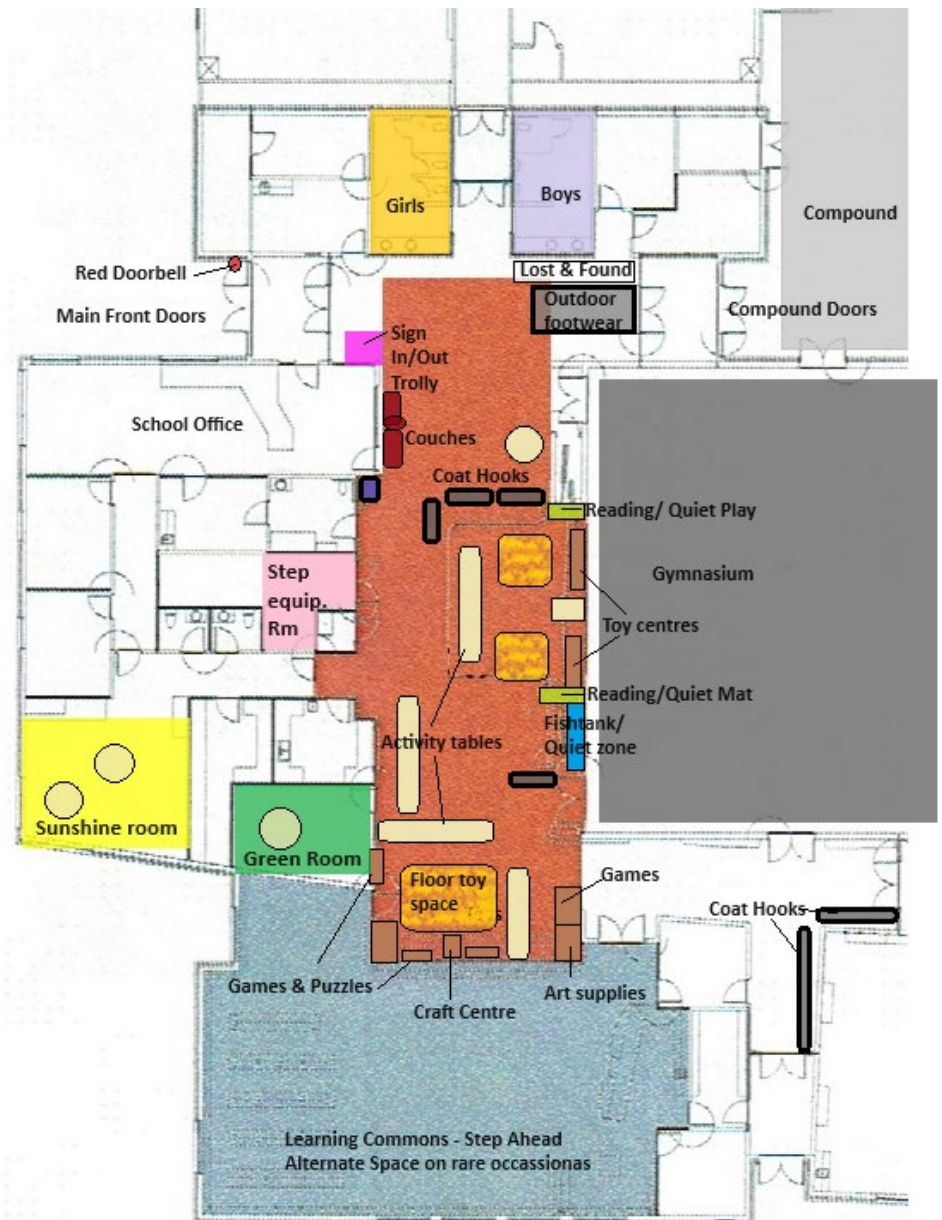 Girls
Boys
Compound
Lost & Found
Red Doorbell
Outdoor
footwear
Main Front Doors
Compound Doors
Sign
In/Out
Trolly
School Office
Couches
Coat Hooks
Reading/ Quiet Play
Step
equip.
Rm
Gymnasium
Toy centres
Reading/Quiet Mat
Fishtank/
Quiet zone
Activity tables
Sunshine room
Green Room
Floor toy
space
Games
Coat Hooks
Games & Puzzles
Art supplies
Craft Centre
Learning Commons - Step Ahead
Alternate Space on rare occassionas